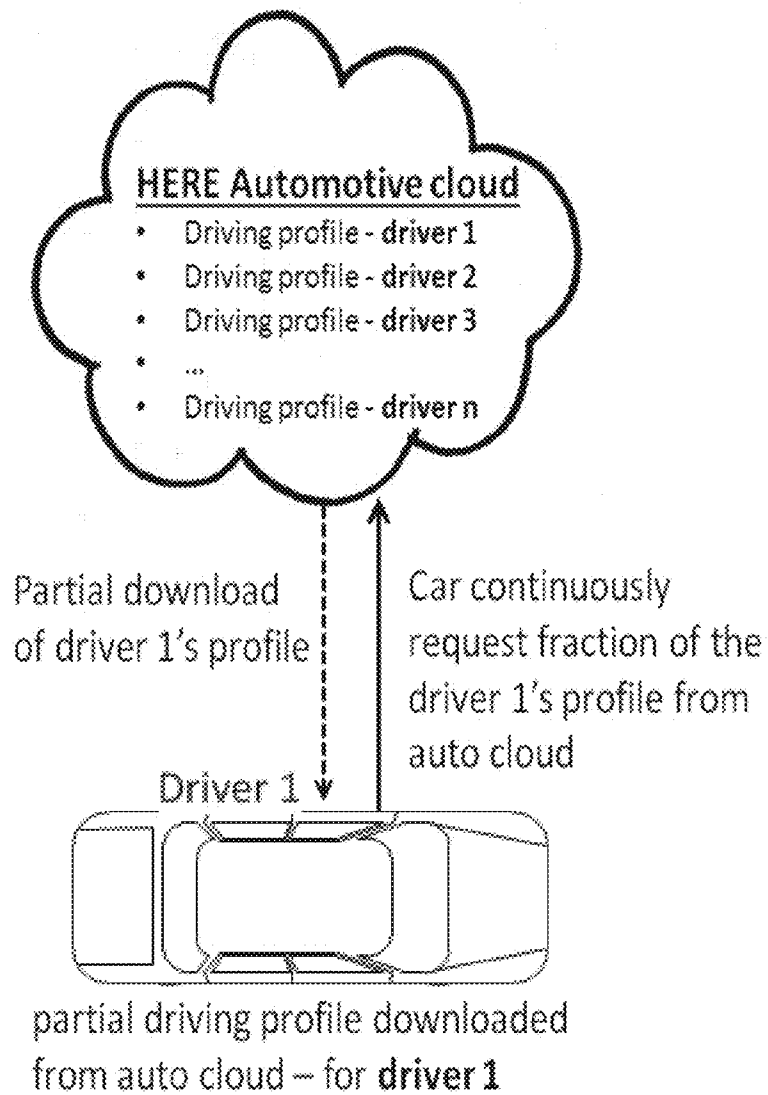 HERE Automotive cloud
• Driving profile - driver 1
• Driving profile - driver 2
• Driving profile - driver 3
• ...
• Driving profile - driver n
Partial download
of driver 1's profile
Car continuously
request fraction of the
driver 1's profile from
auto cloud
Driver 1
partial driving profile downloaded
from auto cloud – for driver 1